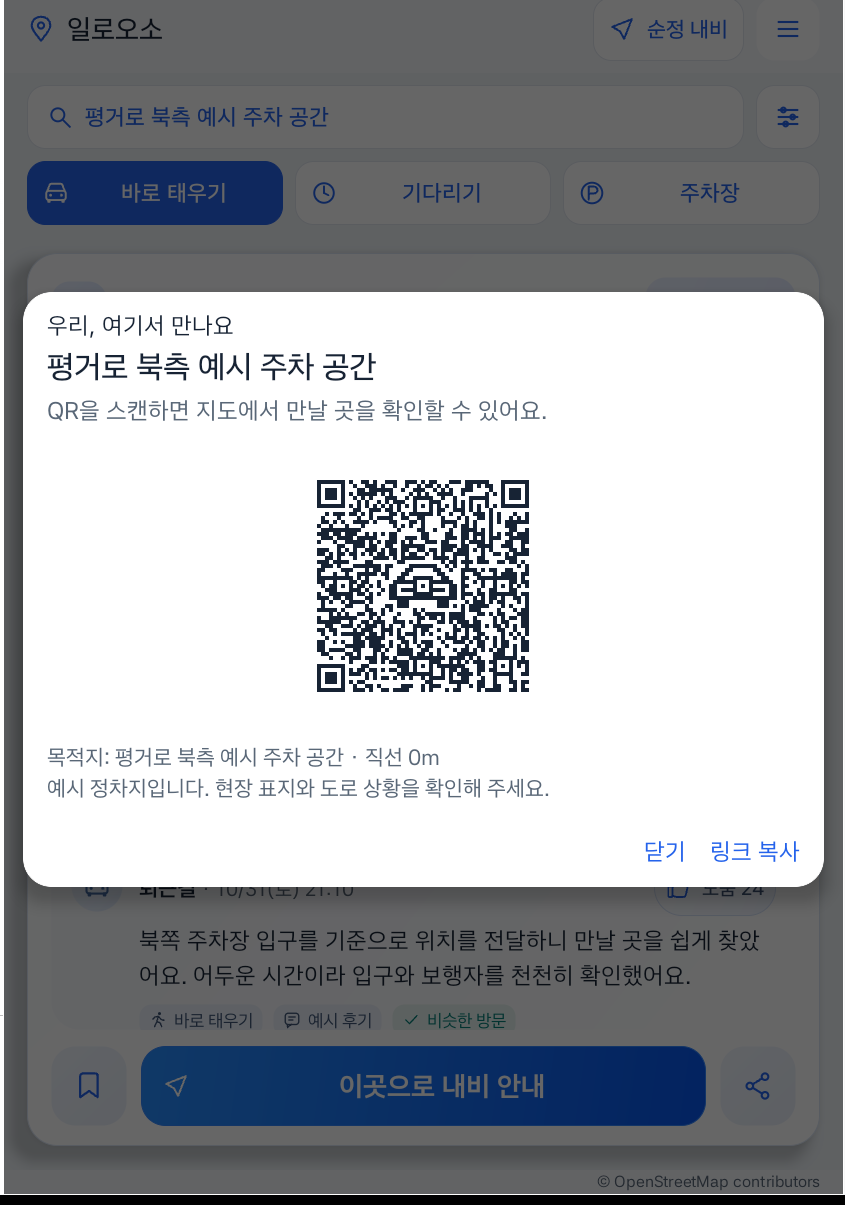 일로오소
순정 내비
평거로 북측 예시 주차 공간
바로 태우기
기다리기
주차장
우리, 여기서 만나요
평거로 북측 예시 주차 공간
QR을 스캔하면 지도에서 만날 곳을 확인할 수 있어요.
목적지: 평거로 북측 예시 주차 공간 · 직선 0m
예시 정차지입니다. 현장 표지와 도로 상황을 확인해 주세요.
닫기
링크 복사
퇴근길 · 10/31(토) 21:10
도움 24
북쪽 주차장 입구를 기준으로 위치를 전달하니 만날 곳을 쉽게 찾았
어요. 어두운 시간이라 입구와 보행자를 천천히 확인했어요.
바로 태우기
예시 후기
비슷한 방문
이곳으로 내비 안내
© OpenStreetMap contributors